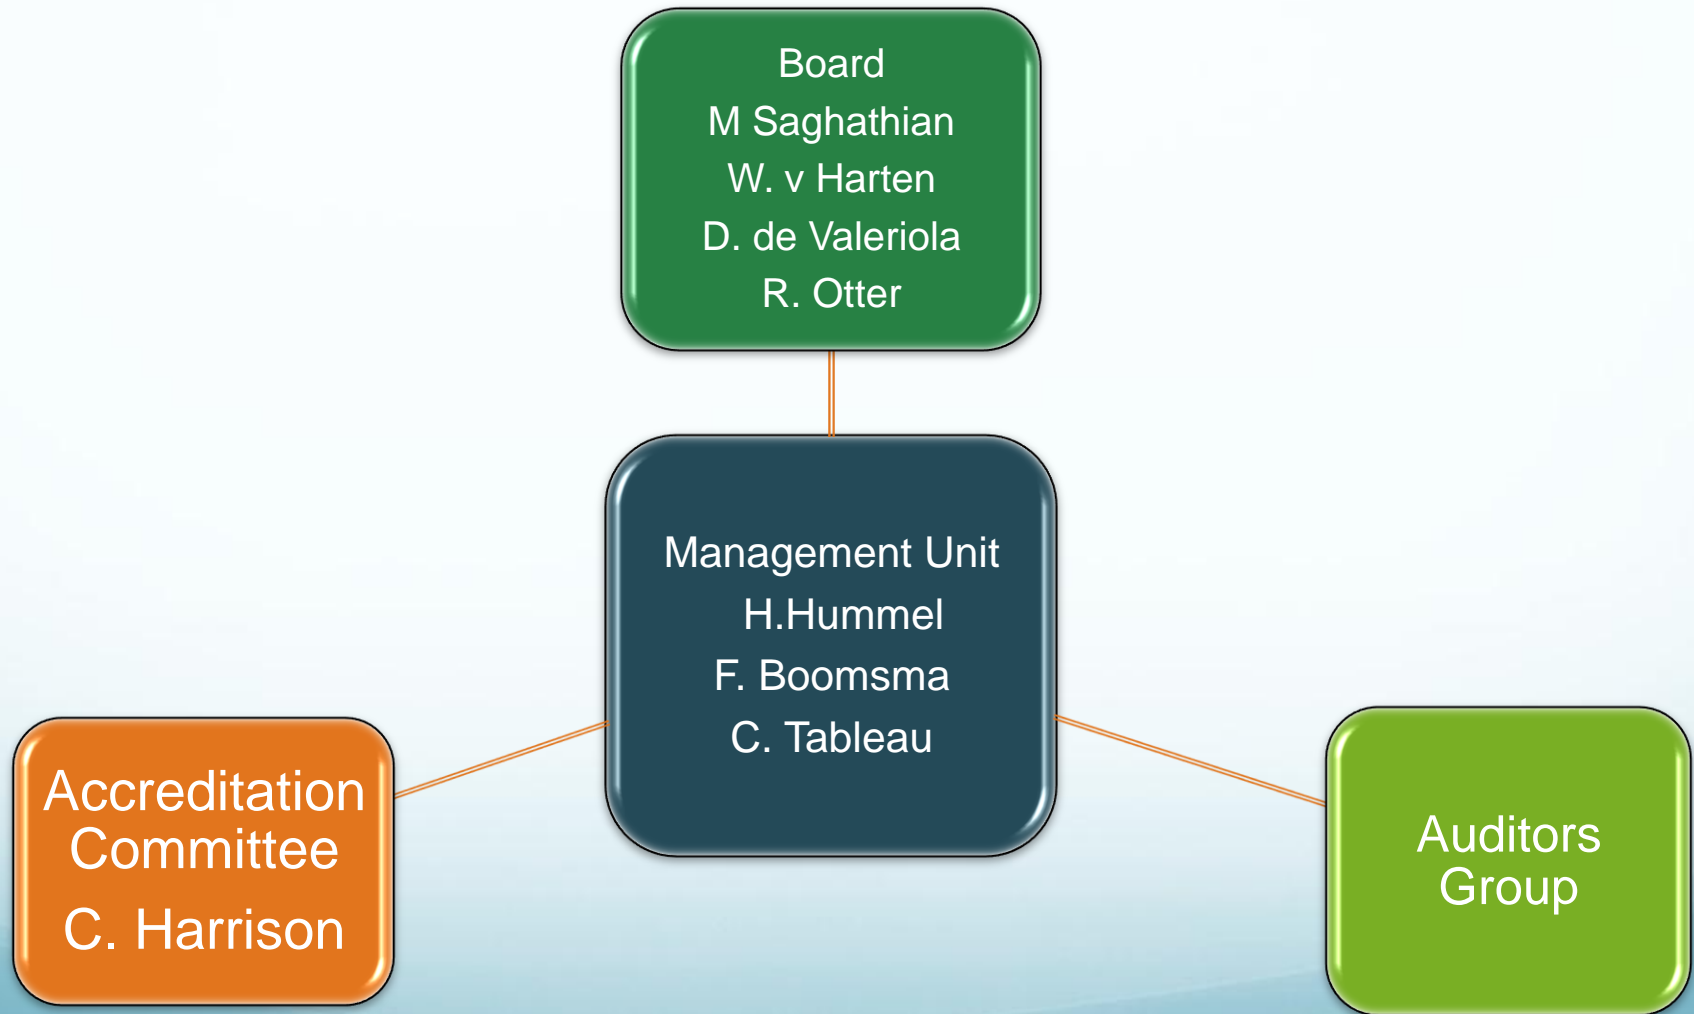 Board
M Saghathian
W. v Harten
D. de Valeriola
R. Otter
Management Unit
H.Hummel
F. Boomsma
C. Tableau
Accreditation
Committee
C. Harrison
Auditors
Group